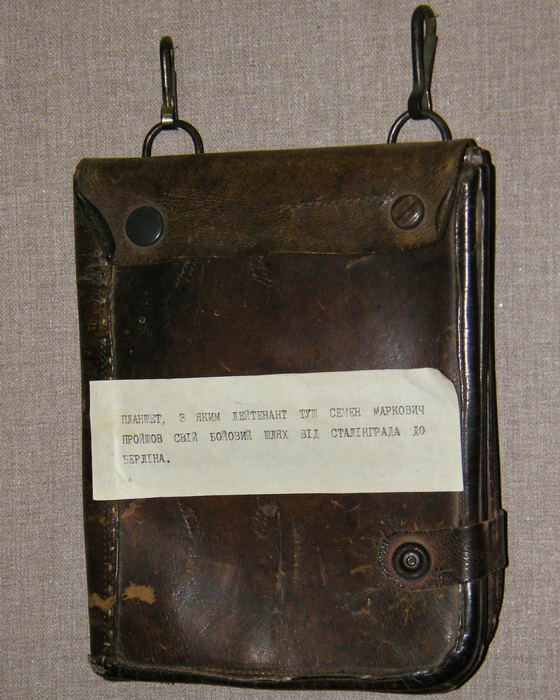 ПЛАНШЕТ, З ЯКИМ ЛЕЙТЕНАНТ ТУШ СЕМЕН МАРКОВИЧ
ПРОЙШОВ СВІЙ БОЙОВИЙ ШЛЯХ ВІД СТАЛІНГРАДА ДО
БЕРЛІНА.